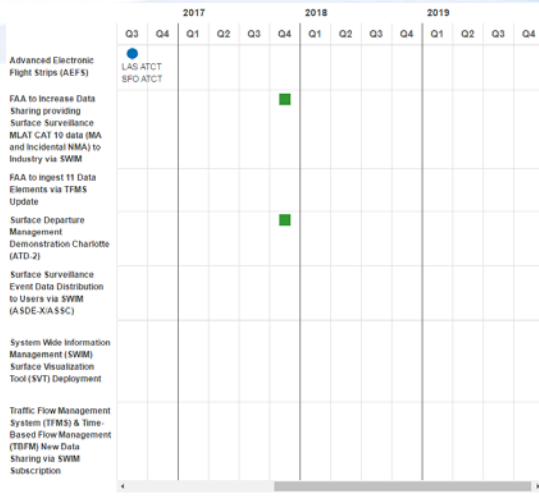 2017 2018 2019
Q3 Q4 Q1 Q2 Q3 Q4 Q1 Q2 Q3 Q4 Q1 Q2 Q3 Q4
Advanced Electronic
Flight Strips (AEFS)
LAS ATCT
SFO ATCT
FAA to Increase Data
Sharing providing
Surface Surveillance
MLAT CAT 10 data (MA
and Incidental NMA) to
Industry via SWIM
FAA to ingest 11 Data
Elements via TFMS
Update
Surface Departure
Management
Demonstration Charlotte
(ATD-2)
Surface Surveillance
Event Data Distribution
to Users via SWIM
(ASDE-X/ASSC)
System Wide Information
Management (SWIM)
Surface Visualization
Tool (SVT) Deployment
Traffic Flow Management
System (TFMS) & Time-
Based Flow Management
(TBFM) New Data
Sharing via SWIM
Subscription